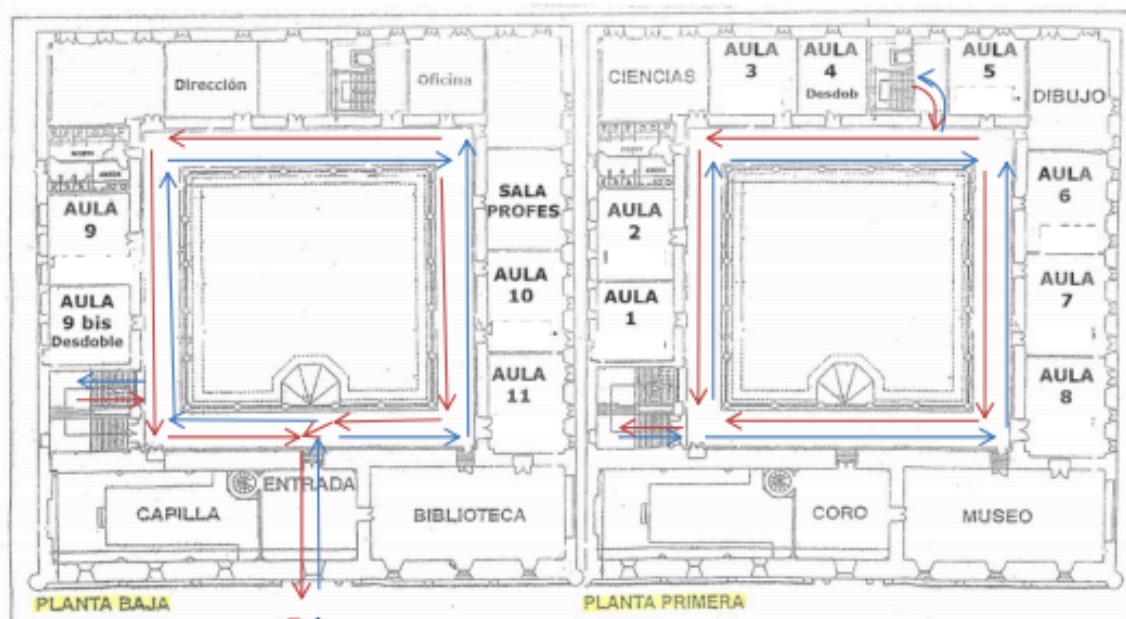 Dirección
Oficina
AULA
9
AULA
9 bis
Desdoble
SALA
PROFES
AULA
10
AULA
11
ENTRADA
CAPILLA
BIBLIOTECA
PLANTA BAJA
CIENCIAS
AULA
3
AULA
4
Desdob
AULA
5
DIBUJO
AULA
2
AULA
1
AULA
6
AULA
7
AULA
8
CORO
MUSEO
PLANTA PRIMERA